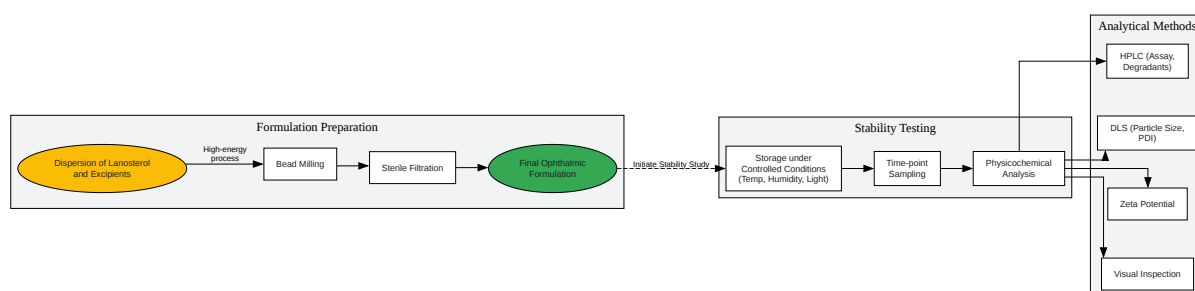 Formulation Preparation
Dispersion of Lanosterol
and Excipients
High-energy
process
Bead Milling
Sterile Filtration
Final Ophthalmic
Formulation
Initiate Stability Study
Stability Testing
Storage under
Controlled Conditions
(Temp, Humidity, Light)
Time-point
Sampling
Physicochemical
Analysis
Analytical Methods
HPLC (Assay,
Degradants)
DLS (Particle Size,
PDI)
Zeta Potential
Visual Inspection